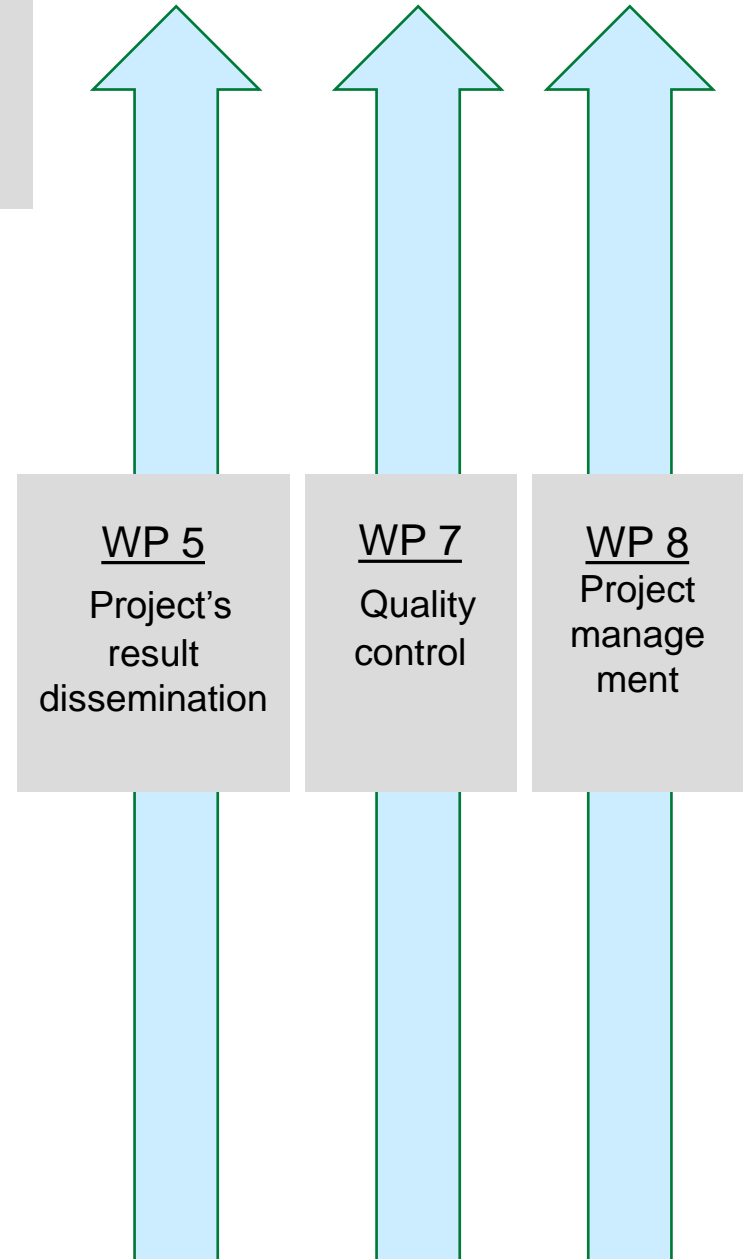 WP 5
Project’s
result
dissemination
WP 7
Quality
control
WP 8
Project
manage
ment